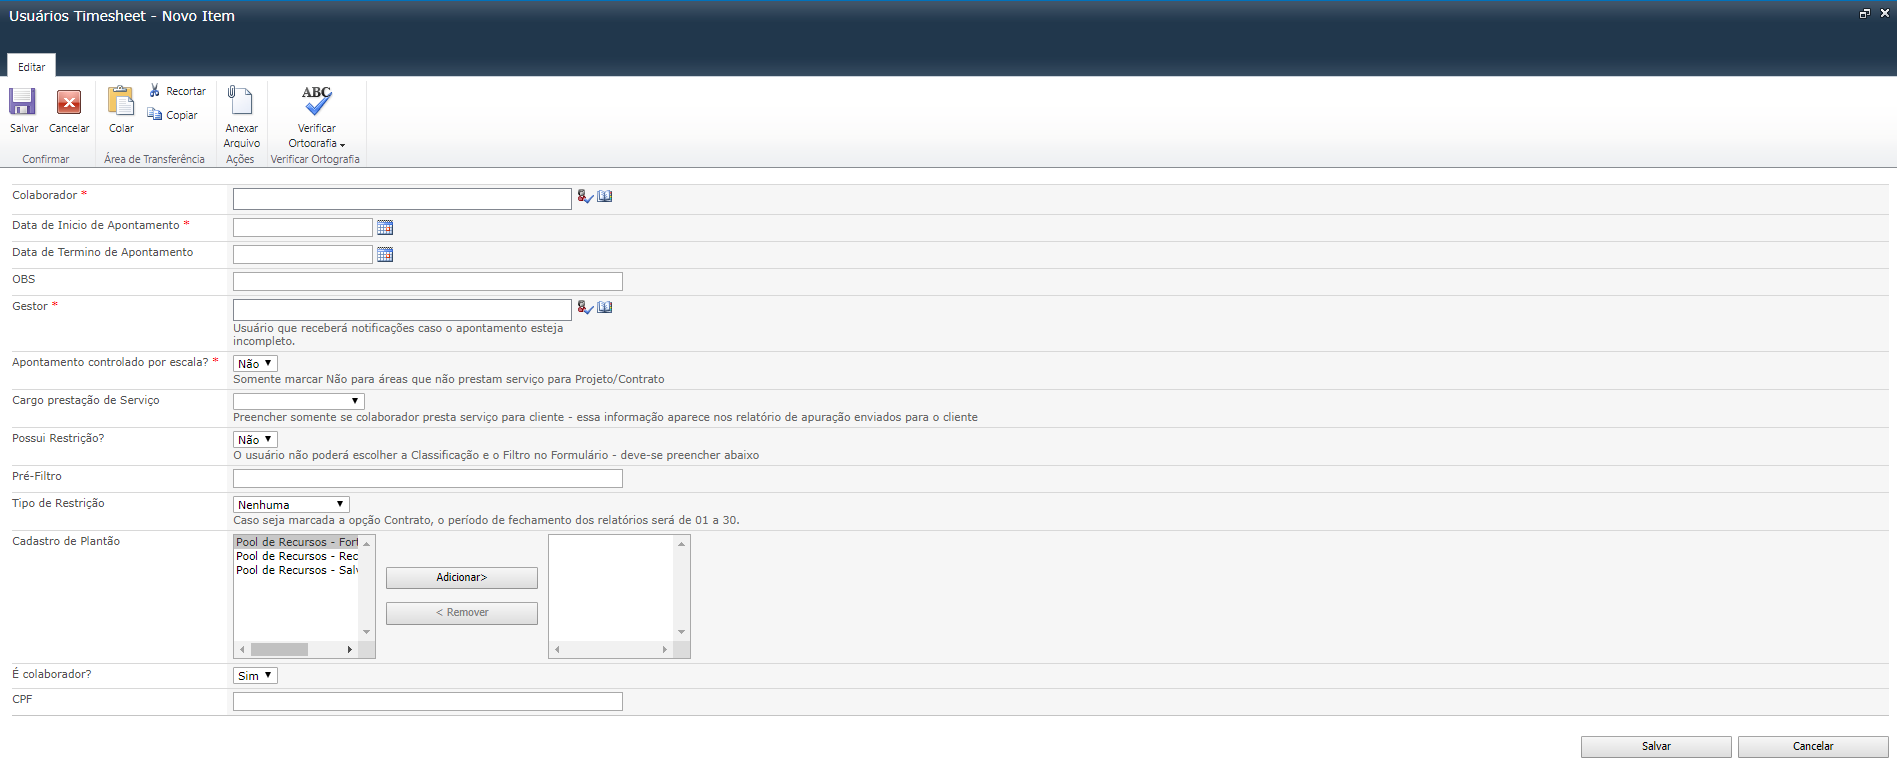 Usuários Timesheet - Novo Item
Editar
Salvar
Cancelar
Colar
Recortar
Copiar
Anexar
Arquivo
ABC
Verificar
Ortografia
Confirmar
Área de Transferência
Ações
Verificar Ortografia
Colaborador *
Data de Inicio de Apontamento *
Data de Termino de Apontamento
OBS
Gestor *
Usuário que receberá notificações caso o apontamento esteja
incompleto.
Apontamento controlado por escala? *
Não
Somente marcar Não para áreas que não prestam serviço para Projeto/Contrato
Cargo prestação de Serviço
Preencher somente se colaborador presta serviço para cliente - essa informação aparece nos relatório de apuração enviados para o cliente
Possui Restrição?
Não
O usuário não poderá escolher a Classificação e o Filtro no Formulário - deve-se preencher abaixo
Pré-Filtro
Tipo de Restrição
Nenhuma
Caso seja marcada a opção Contrato, o período de fechamento dos relatórios será de 01 a 30.
Cadastro de Plantão
Pool de Recursos - Fort
Pool de Recursos - Rec
Pool de Recursos - Salv
Adicionar>
< Remover
É colaborador?
Sim
CPF
Salvar
Cancelar